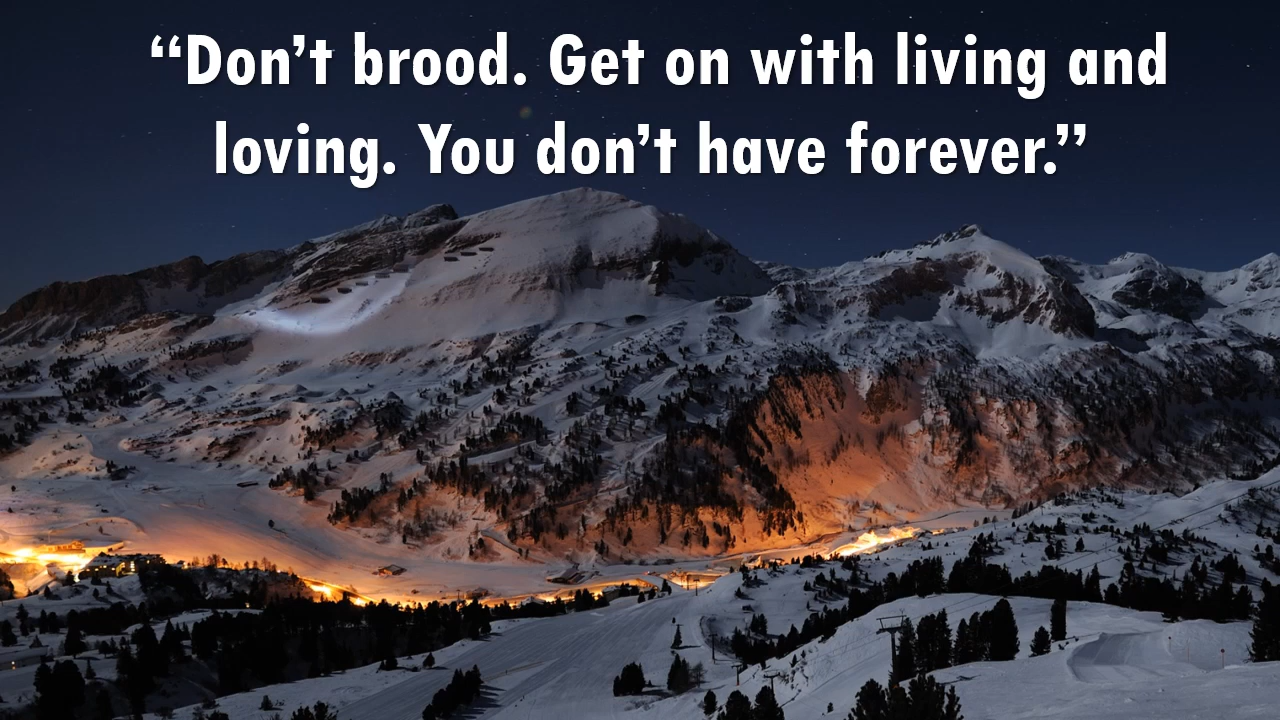 “Don’t brood. Get on with living and
loving. You don’t have forever.”